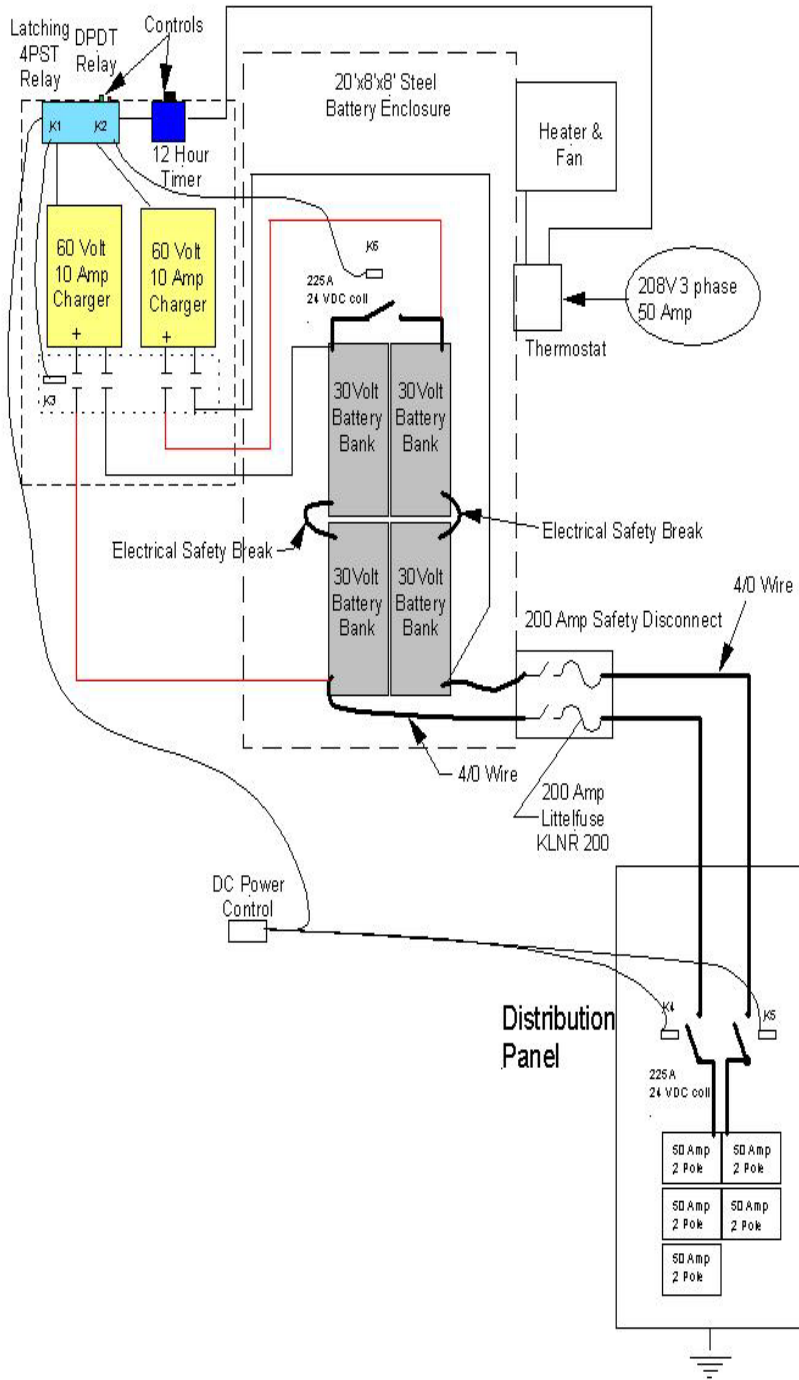 Latching
4PST
Relay
DPDT
Relay
Controls
K1
K2
12 Hour
Timer
20'x8'x8' Steel
Battery Enclosure
Heater &
Fan
60 Volt
10 Amp
Charger
+
60 Volt
10 Amp
Charger
+
K3
K6
225A
24 VDC coil
208V 3 phase
50 Amp
Thermostat
30Volt
Battery
Bank
30Volt
Battery
Bank
Electrical Safety Break
Electrical Safety Break
30Volt
Battery
Bank
30Volt
Battery
Bank
200 Amp Safety Disconnect
4/0 Wire
4/0 Wire
200 Amp
Littelfuse
KLNR 200
DC Power
Control
Distribution
Panel
K4
K5
225A
24 VDC coil
50 Amp
2 Pole
50 Amp
2 Pole
50 Amp
2 Pole
50 Amp
2 Pole
50 Amp
2 Pole